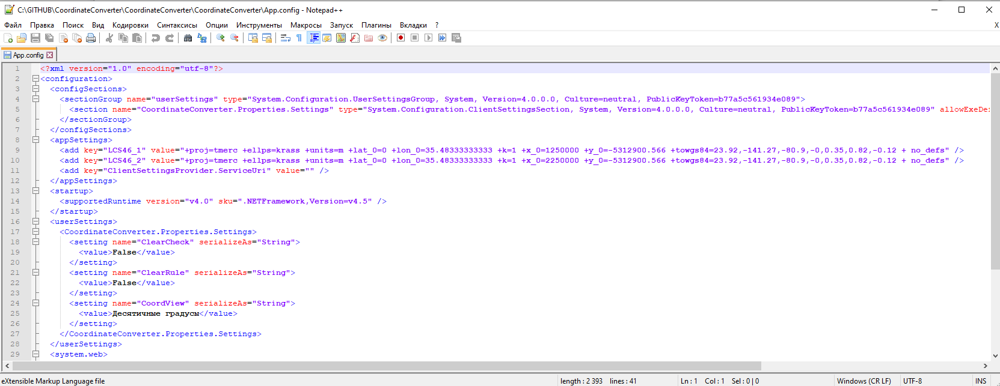 C:\GITHUB\CoordinateConverter\CoordinateConverter\CoordinateConverter\App.config - Notepad++
Файл Правка Поиск Вид Кодировки Синтаксисы Опции Инструменты Макросы Запуск Плагины Вкладки ? X
App.config
1 <?xml version="1.0" encoding="utf-8"?>
2 <configuration>
3 <configSections>
4 <sectionGroup name="userSettings" type="System.Configuration.UserSettingsGroup, System, Version=4.0.0.0, Culture=neutral, PublicKeyToken=b77a5c561934e089">
5 <section name="CoordinateConverter.Properties.Settings" type="System.Configuration.ClientSettingsSection, System, Version=4.0.0.0, Culture=neutral, PublicKeyToken=b77a5c561934e089" allowExeDe
6 </sectionGroup>
7 </configSections>
8 <appSettings>
9 <add key="LCS46_1" value="+proj=tmerc +ellps=krass +units=m +lat_0=0 +lon_0=35.48333333333 +k=1 +x_0=1250000 +y_0=-5312900.566 +towgs84=23.92,-141.27,-80.9,-0,0.35,0.82,-0.12 + no_defs" />
10 <add key="LCS46_2" value="+proj=tmerc +ellps=krass +units=m +lat_0=0 +lon_0=35.48333333333 +k=1 +x_0=2250000 +y_0=-5312900.566 +towgs84=23.92,-141.27,-80.9,-0,0.35,0.82,-0.12 + no_defs" />
11 <add key="ClientSettingsProvider.ServiceUri" value="" />
12 </appSettings>
13 <startup>
14 <supportedRuntime version="v4.0" sku=".NETFramework,Version=v4.5" />
15 </startup>
16 <userSettings>
17 <CoordinateConverter.Properties.Settings>
18 <setting name="ClearCheck" serializeAs="String">
19 <value>False</value>
20 </setting>
21 <setting name="ClearRule" serializeAs="String">
22 <value>False</value>
23 </setting>
24 <setting name="CoordView" serializeAs="String">
25 <value>Десятичные градусы</value>
26 </setting>
27 </CoordinateConverter.Properties.Settings>
28 </userSettings>
29 <system.web>
eXtensible Markup Language file length : 2 393 lines : 41 Ln : 1 Col : 1 Sel : 0 | 0 Windows (CR LF) UTF-8 INS